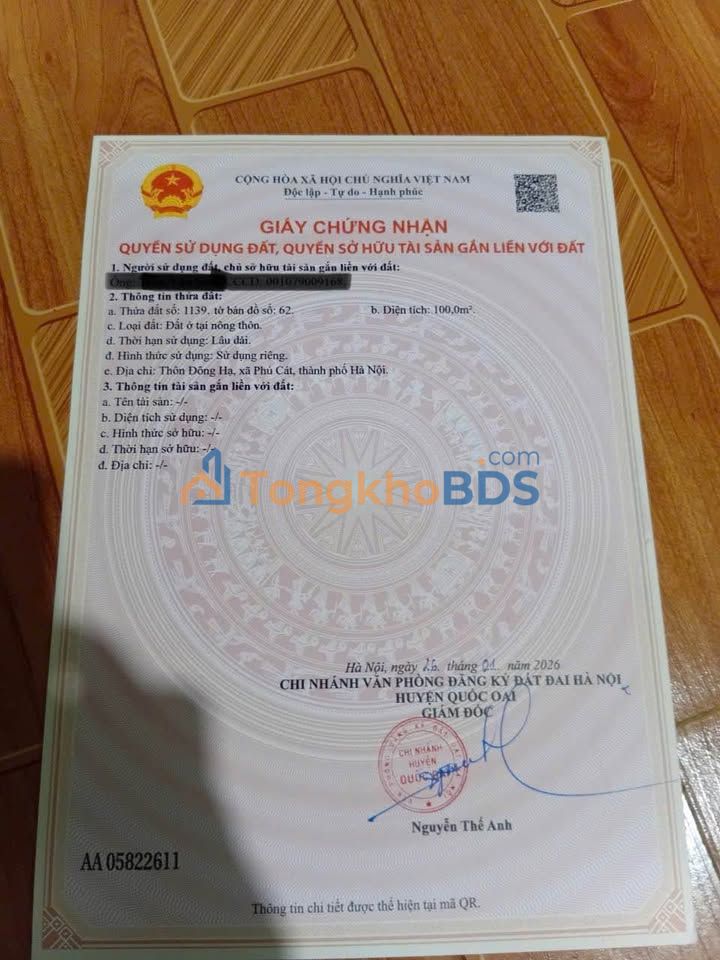 CỘNG HÒA XÃ HỘI CHỦ NGHĨA VIỆT NAM
Độc lập - Tự do - Hạnh phúc
GIẤY CHỨNG NHẬN
QUYỀN SỬ DỤNG ĐẤT, QUYỀN SỞ HỮU TÀI SẢN GẮN LIỀN VỚI ĐẤT
1. Người sử dụng đất, chủ sở hữu tài sản gắn liền với đất:
Ông:
2. Thông tin thửa đất:
a. Thửa đất số: 1139. tờ bản đồ số: 62. b. Diện tích: 100,0m².
c. Loại đất: Đất ở tại nông thôn.
d. Thời hạn sử dụng: Lâu dài.
đ. Hình thức sử dụng: Sử dụng riêng.
e. Địa chỉ: Thôn Đông Hạ, xã Phú Cát, thành phố Hà Nội.
3. Thông tin tài sản gắn liền với đất:
a. Tên tài sản: -/-
b. Diện tích sử dụng: -/-
c. Hình thức sở hữu: -/-
d. Thời hạn sở hữu: -/-
đ. Địa chỉ: -/-
TongkhoBDS.com
Hà Nội, ngày 26 tháng 01 năm 2026
CHI NHÁNH VĂN PHÒNG ĐĂNG KÝ ĐẤT ĐAI HÀ NỘI
HUYỆN QUỐC OAI
GIÁM ĐỐC
CHI NHÁNH
HUYỆN
Nguyễn Thế Anh
AA 05822611
Thông tin chi tiết được thể hiện tại mã QR.